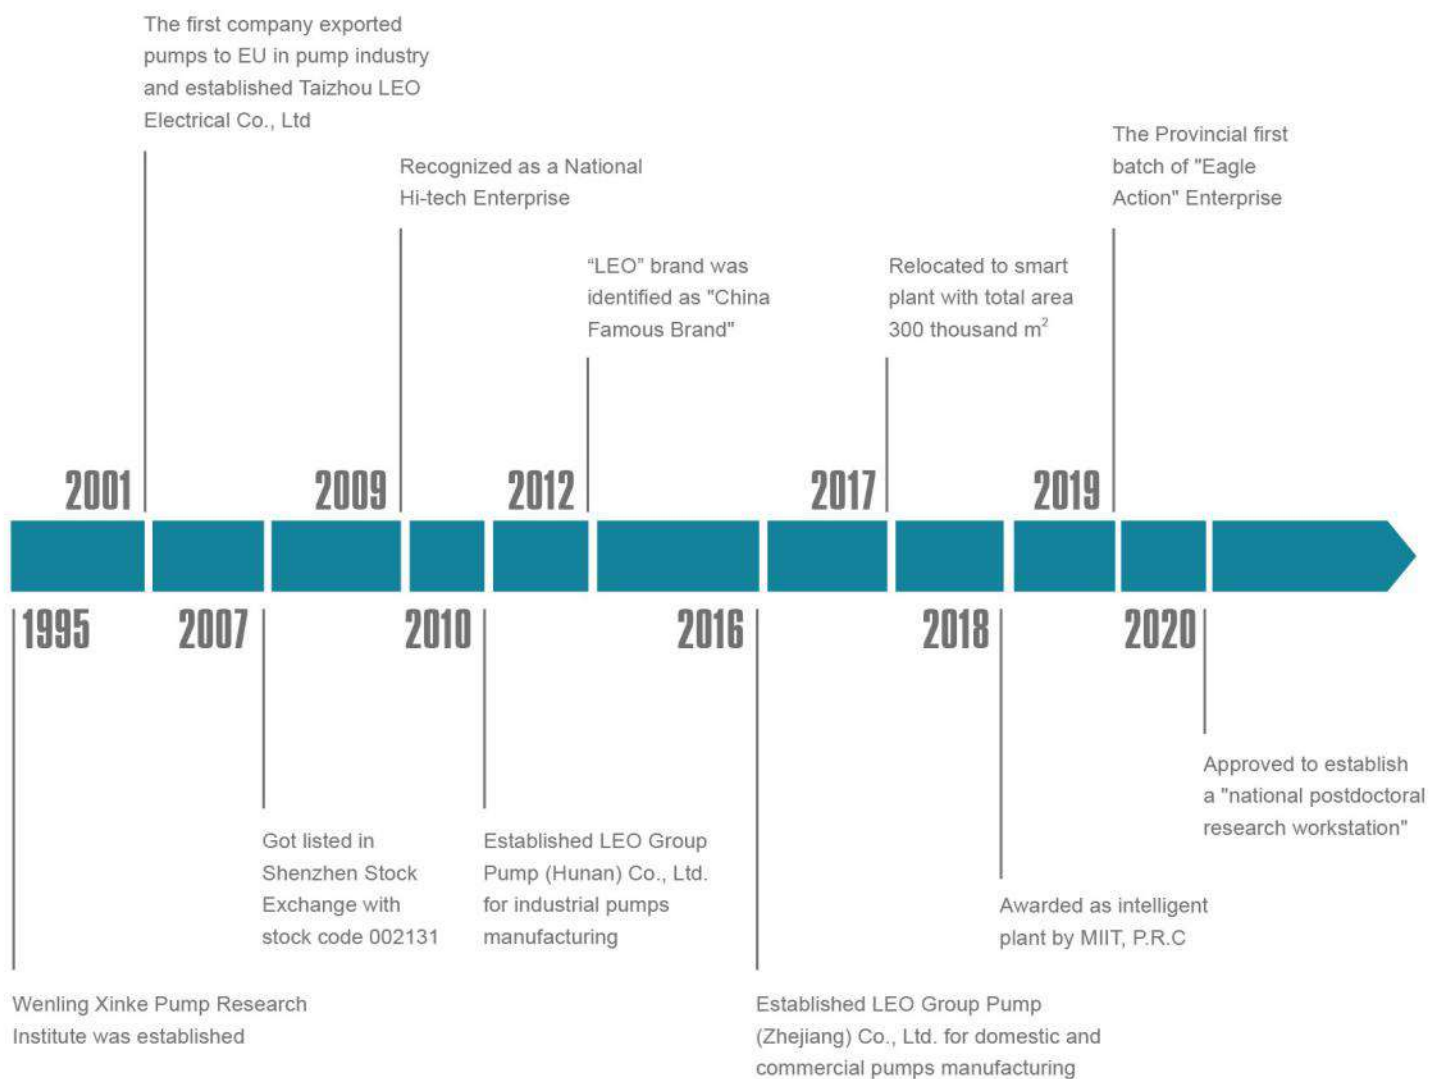 The first company exported
pumps to EU in pump industry
and established Taizhou LEO
Electrical Co., Ltd
Recognized as a National
Hi-tech Enterprise
“LEO” brand was
identified as "China
Famous Brand"
Relocated to smart
plant with total area
300 thousand m²
The Provincial first
batch of "Eagle
Action" Enterprise
2001
2009
2012
2017
2019
1995
2007
2010
2016
2018
2020
Wenling Xinke Pump Research
Institute was established
Got listed in
Shenzhen Stock
Exchange with
stock code 002131
Established LEO Group
Pump (Hunan) Co., Ltd.
for industrial pumps
manufacturing
Established LEO Group Pump
(Zhejiang) Co., Ltd. for domestic and
commercial pumps manufacturing
Awarded as intelligent
plant by MIIT, P.R.C
Approved to establish
a "national postdoctoral
research workstation"